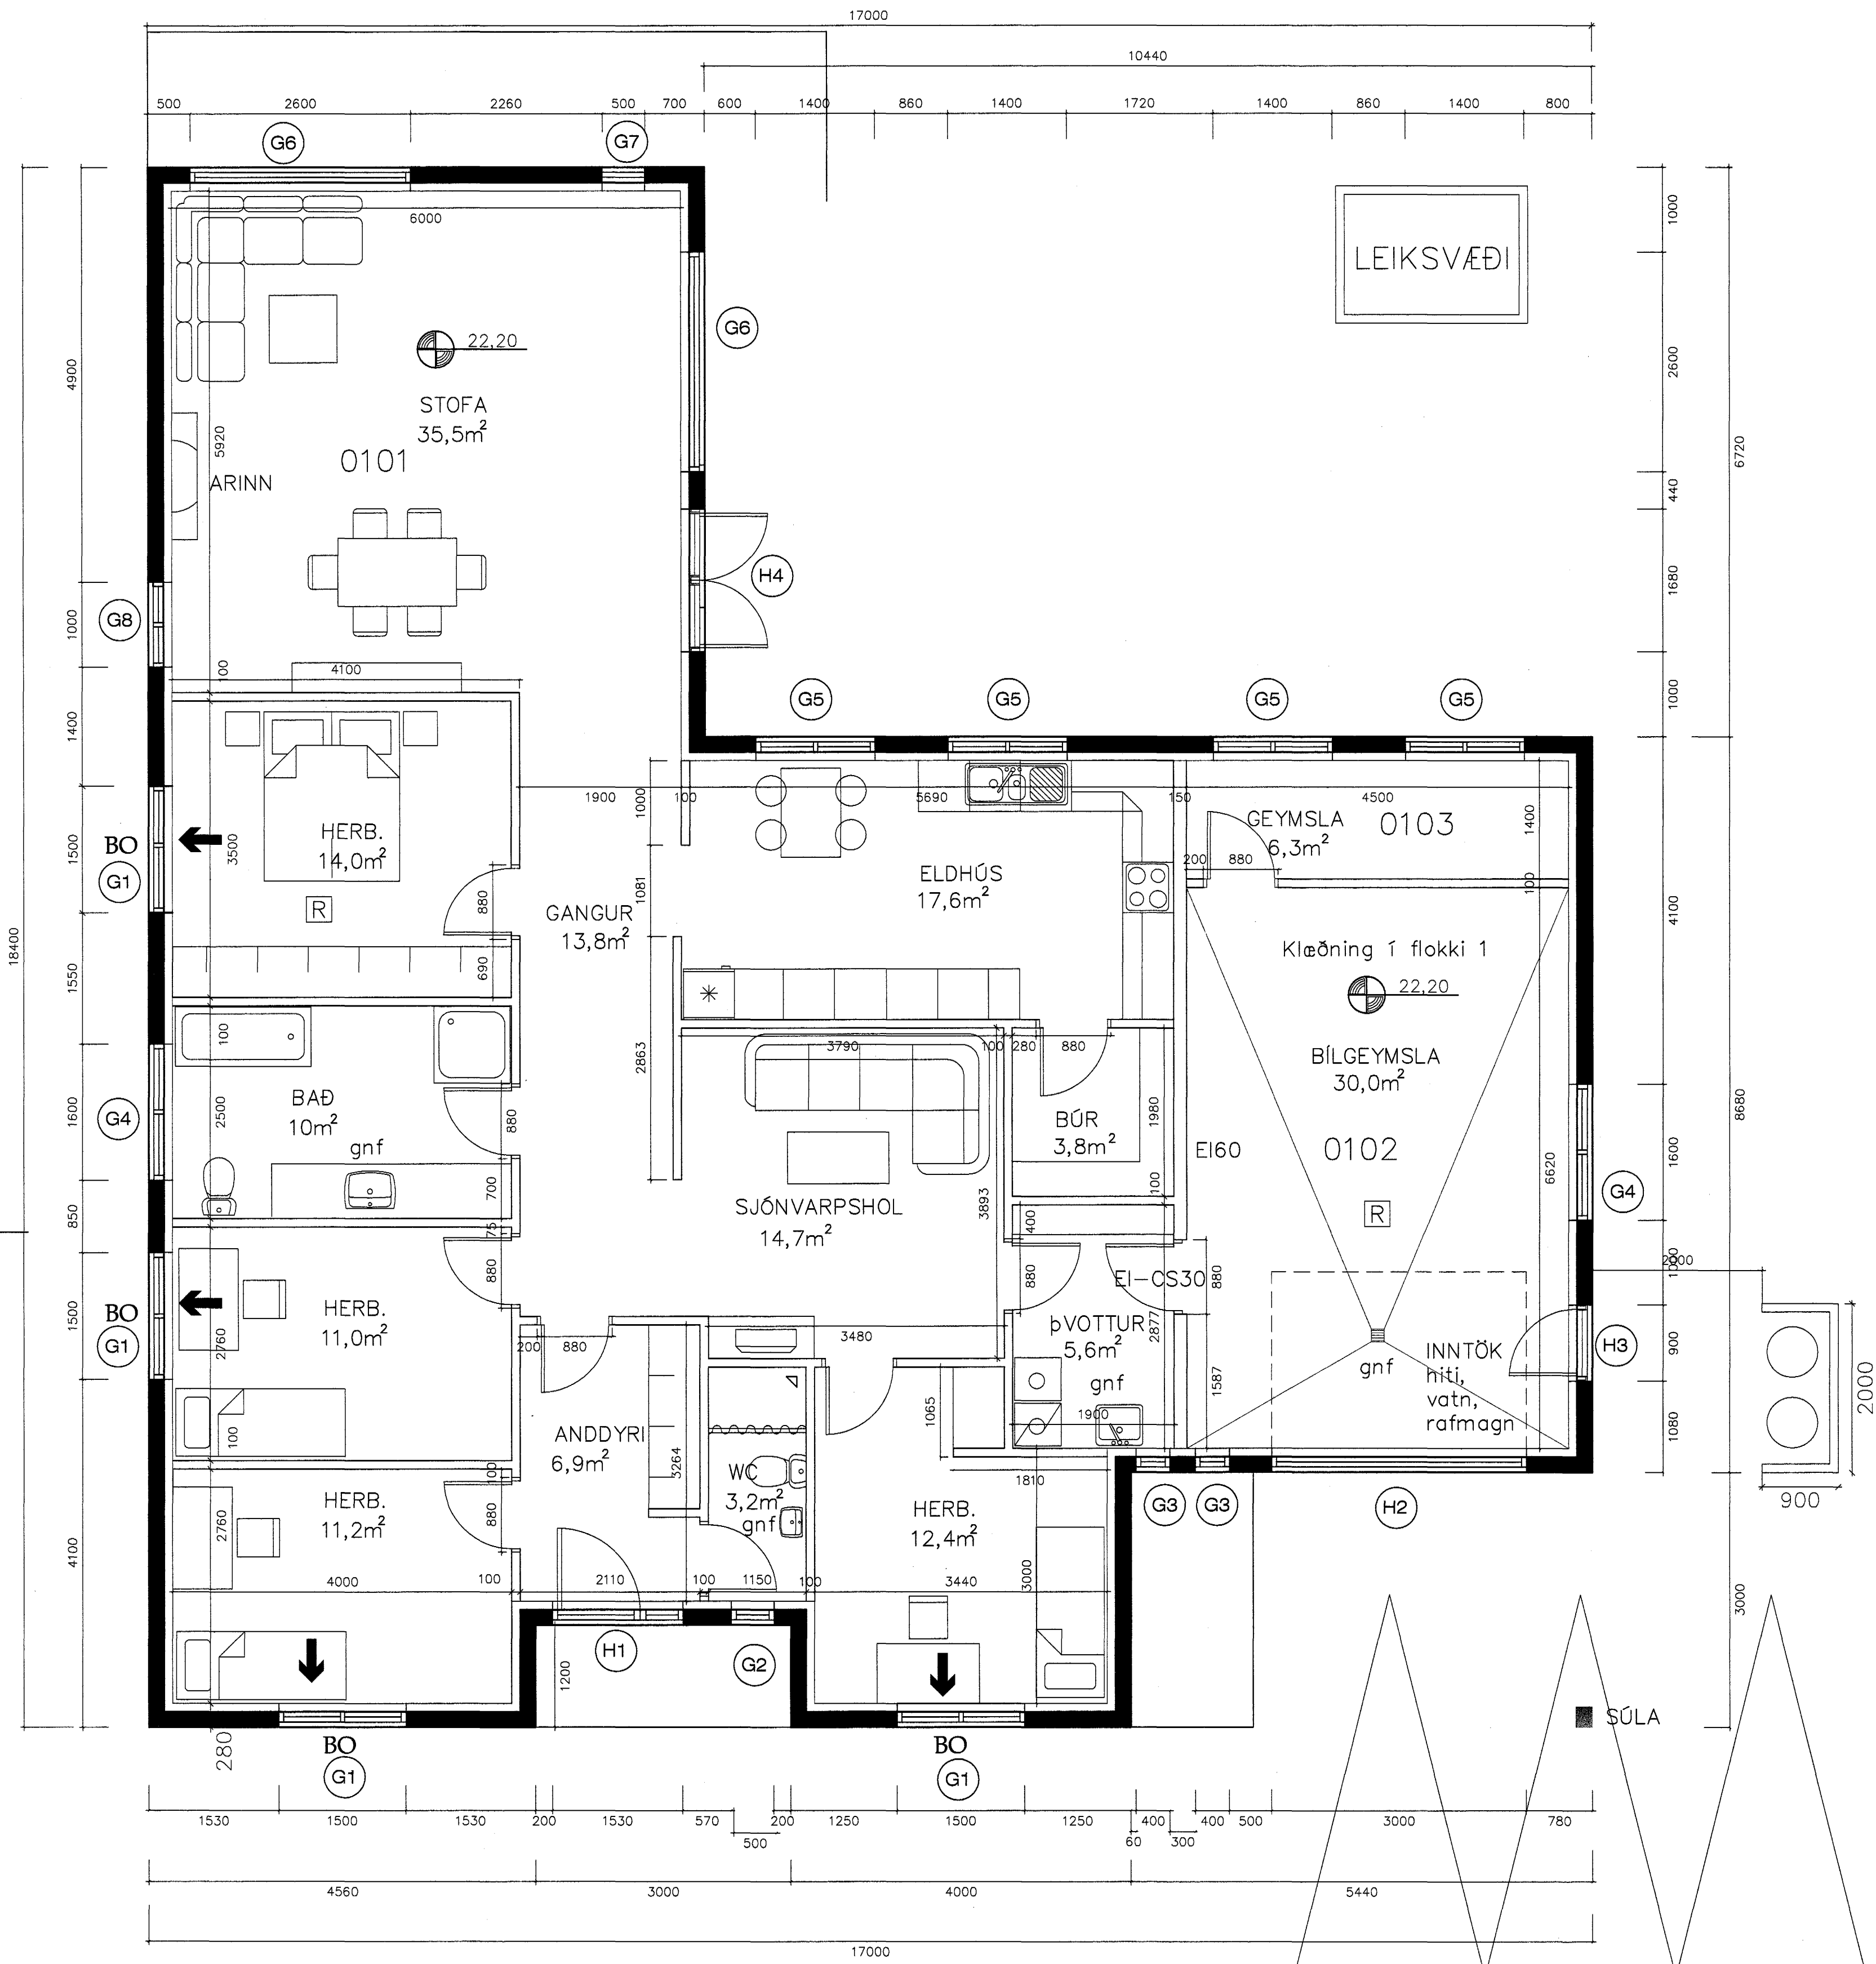 17000
10440
500 2600 2260 500 700 600 1400 860 1400 1720 1400 860 1400 800
G6
G7
6000
LEIKSVÆÐI
1000
G6
22,20
2600
4900
STOFA
35,5m²
5920
0101
ARINN
6720
440
H4
1680
G8
1000
100
4100
1000
G5
G5
G5
G5
1400
1900
100
5690
150
4500
1000
GEYMSLA
6,3m²
0103
1400
BO
G1
1500
3500
HERB.
14,0m²
R
880
690
1081
ELDHÚS
17,6m²
200
880
100
4100
GANGUR
13,8m²
18400
1550
Klæðning í flokki 1
22,20
100
2863
3790
100
280
880
BÍLGEYMSLA
30,0m²
G4
1600
2500
BAÐ
10m²
gnf
880
700
BÚR
3,8m²
1980
100
EI60
0102
8680
1600
6620
G4
850
75
SJÓNVARPSHOL
14,7m²
3893
400
R
880
880
EI-CS30
880
1000
2000
BO
G1
1500
2760
HERB.
11,0m²
200
880
3480
ÞVOTTUR
5,6m²
gnf
2877
1587
gnf
INNTÖK
hiti,
vatn,
rafmagn
900
H3
2000
100
1065
1900
1080
ANDDYRI
6,9m²
3264
WC
3,2m²
gnf
1810
900
HERB.
11,2m²
2760
100
880
HERB.
12,4m²
G3
G3
H2
4100
4000
100
2110
100
1150
100
3440
3000
3000
H1
G2
1200
280
SÚLA
BO
G1
BO
G1
1530 1500 1530 200 1530 570 200 1250 1500 1250 400 400 500 3000 780
500 60 300
4560 3000 4000 5440
17000